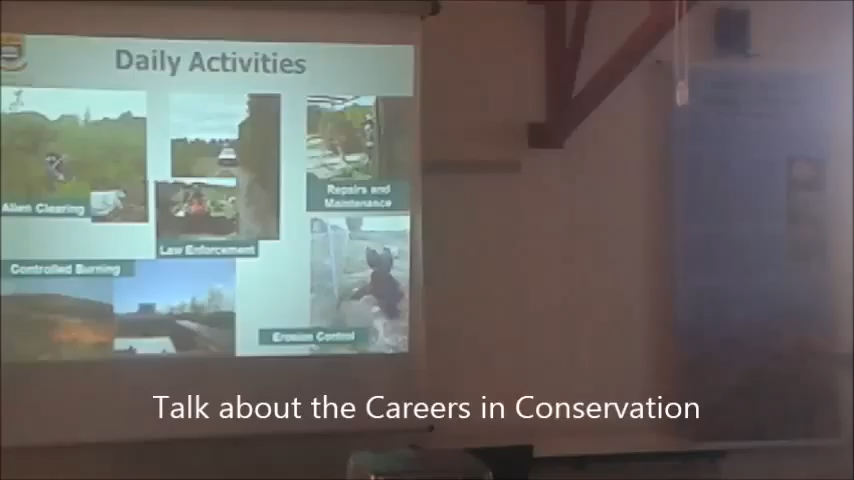 Daily Activities
Alien Clearing
Repairs and
Maintenance
Law Enforcement
Controlled Burning
Erosion Control
Talk about the Careers in Conservation